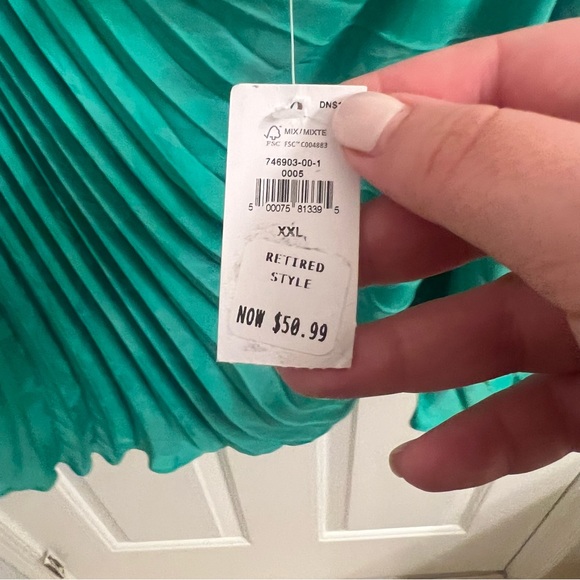 MIX/MIXTE
FSC FSC™ C004883
746903-00-1
0005
5 00075 81339 5
XXL
RETIRED
STYLE
NOW $50.99